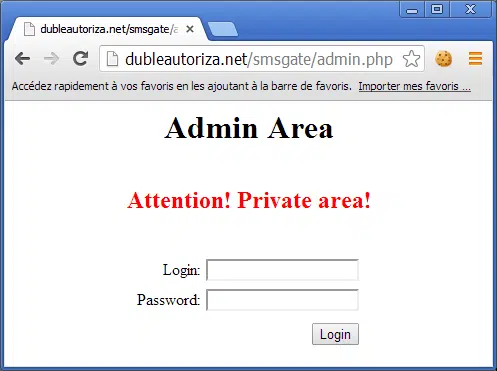 dubleautoriza.net/smsgate/a
dubleautoriza.net/smsgate/admin.php
Accédez rapidement à vos favoris en les ajoutant à la barre de favoris. Importer mes favoris ...
Admin Area
Attention! Private area!
Login:
Password:
Login